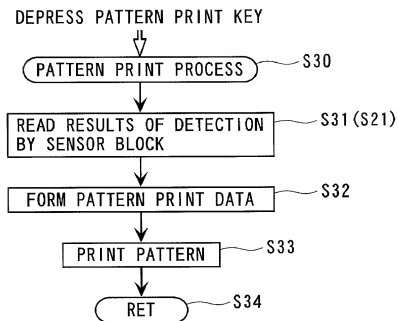 DEPRESS PATTERN PRINT KEY
PATTERN PRINT PROCESS
S30
READ RESULTS OF DETECTION
BY SENSOR BLOCK
S31(S21)
FORM PATTERN PRINT DATA
S32
PRINT PATTERN
S33
RET
S34